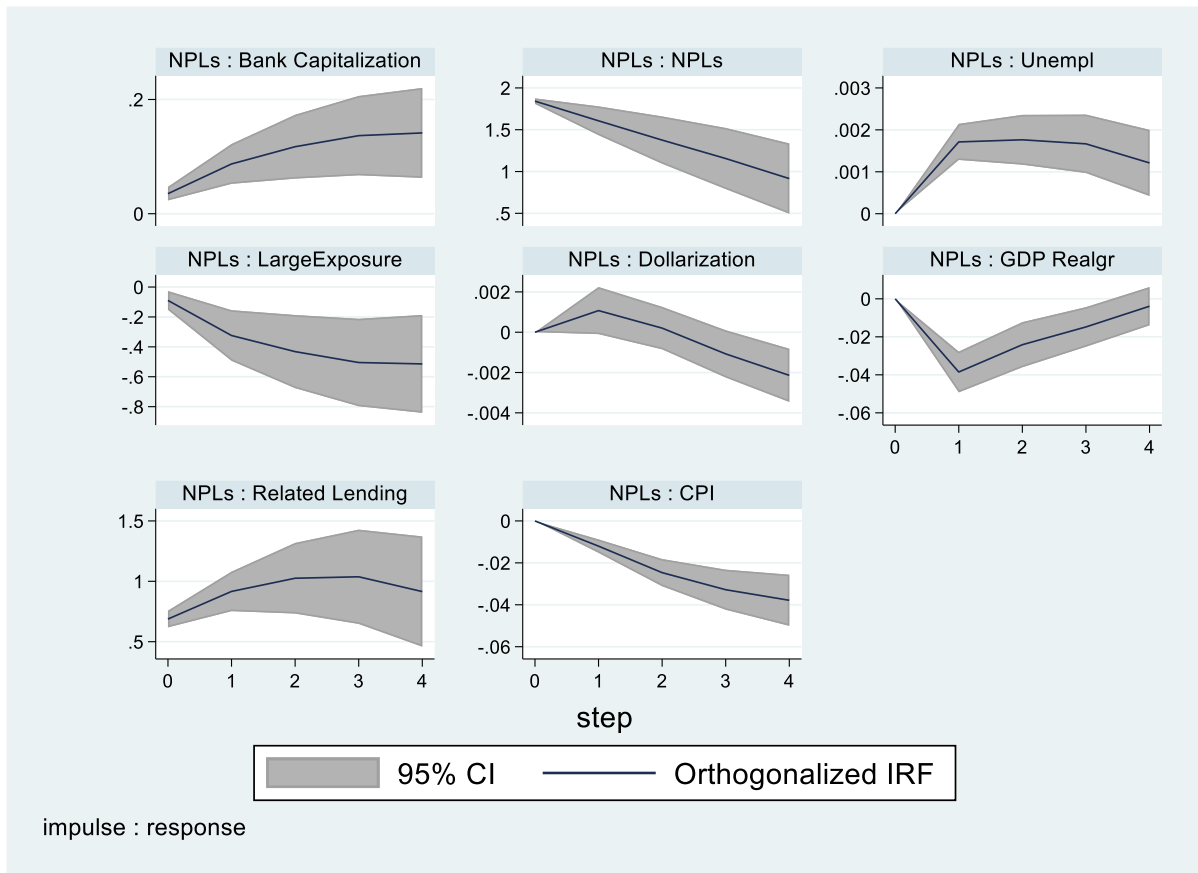 NPLs : Bank Capitalization
NPLs : NPLs
NPLs : Unempl
.2
0
2
1.5
1
.5
.003
.002
.001
0
NPLs : LargeExposure
NPLs : Dollarization
NPLs : GDP Realgr
0
-.2
-.4
-.6
-.8
.002
0
-.002
-.004
0
-.02
-.04
-.06
0 1 2 3 4
NPLs : Related Lending
NPLs : CPI
1.5
1
.5
0
-.02
-.04
-.06
0 1 2 3 4
0 1 2 3 4
step
95% CI
Orthogonalized IRF
impulse : response